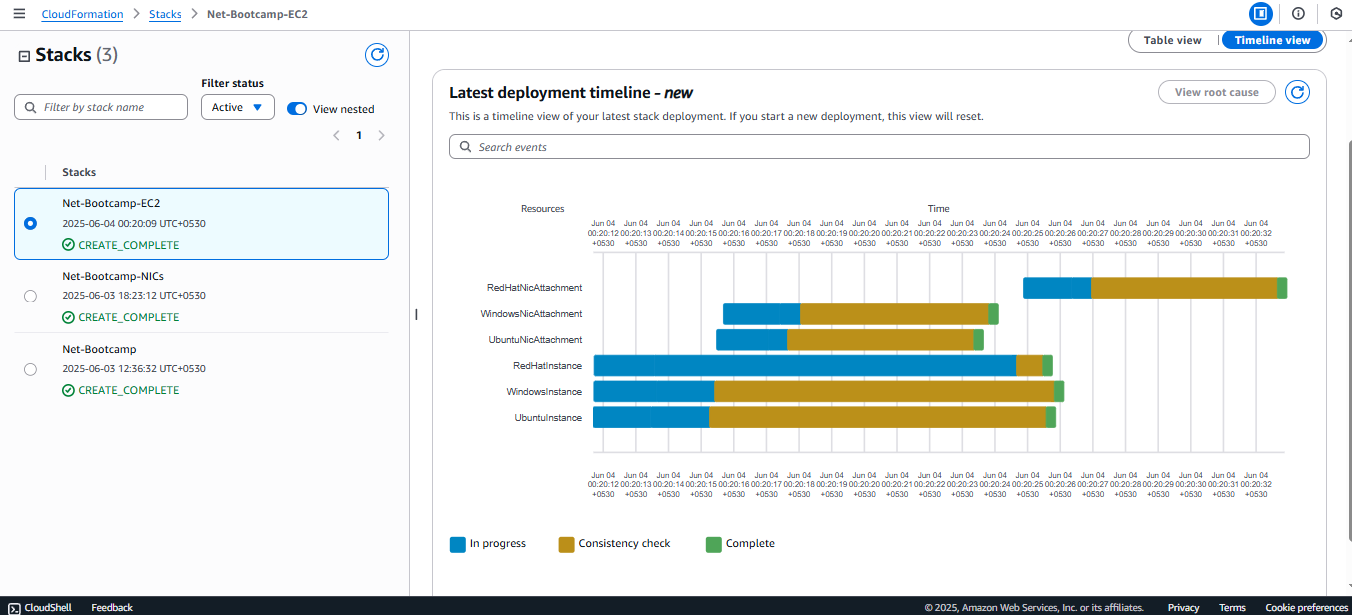 CloudFormation > Stacks > Net-Bootcamp-EC2
Stacks (3)
Filter status
Filter by stack name
Active
View nested
1
Stacks
Net-Bootcamp-EC2
2025-06-04 00:20:09 UTC+0530
CREATE_COMPLETE
Net-Bootcamp-NICs
2025-06-03 18:23:12 UTC+0530
CREATE_COMPLETE
Net-Bootcamp
2025-06-03 12:36:32 UTC+0530
CREATE_COMPLETE
Table view
Timeline view
Latest deployment timeline - new
View root cause
This is a timeline view of your latest stack deployment. If you start a new deployment, this view will reset.
Search events
Resources Time
Jun 04 Jun 04 Jun 04 Jun 04 Jun 04 Jun 04 Jun 04 Jun 04 Jun 04 Jun 04 Jun 04 Jun 04 Jun 04 Jun 04 Jun 04 Jun 04 Jun 04 Jun 04 Jun 04 Jun 04 Jun 04
00:20:12 00:20:13 00:20:14 00:20:15 00:20:16 00:20:17 00:20:18 00:20:19 00:20:20 00:20:21 00:20:22 00:20:23 00:20:24 00:20:25 00:20:26 00:20:27 00:20:28 00:20:29 00:20:30 00:20:31 00:20:32
+0530 +0530 +0530 +0530 +0530 +0530 +0530 +0530 +0530 +0530 +0530 +0530 +0530 +0530 +0530 +0530 +0530 +0530 +0530 +0530 +0530
RedHatNicAttachment
WindowsNicAttachment
UbuntuNicAttachment
RedHatInstance
WindowsInstance
UbuntuInstance
Jun 04 Jun 04 Jun 04 Jun 04 Jun 04 Jun 04 Jun 04 Jun 04 Jun 04 Jun 04 Jun 04 Jun 04 Jun 04 Jun 04 Jun 04 Jun 04 Jun 04 Jun 04 Jun 04 Jun 04 Jun 04
00:20:12 00:20:13 00:20:14 00:20:15 00:20:16 00:20:17 00:20:18 00:20:19 00:20:20 00:20:21 00:20:22 00:20:23 00:20:24 00:20:25 00:20:26 00:20:27 00:20:28 00:20:29 00:20:30 00:20:31 00:20:32
+0530 +0530 +0530 +0530 +0530 +0530 +0530 +0530 +0530 +0530 +0530 +0530 +0530 +0530 +0530 +0530 +0530 +0530 +0530 +0530 +0530
In progress Consistency check Complete
CloudShell Feedback © 2025, Amazon Web Services, Inc. or its affiliates. Privacy Terms Cookie preferences